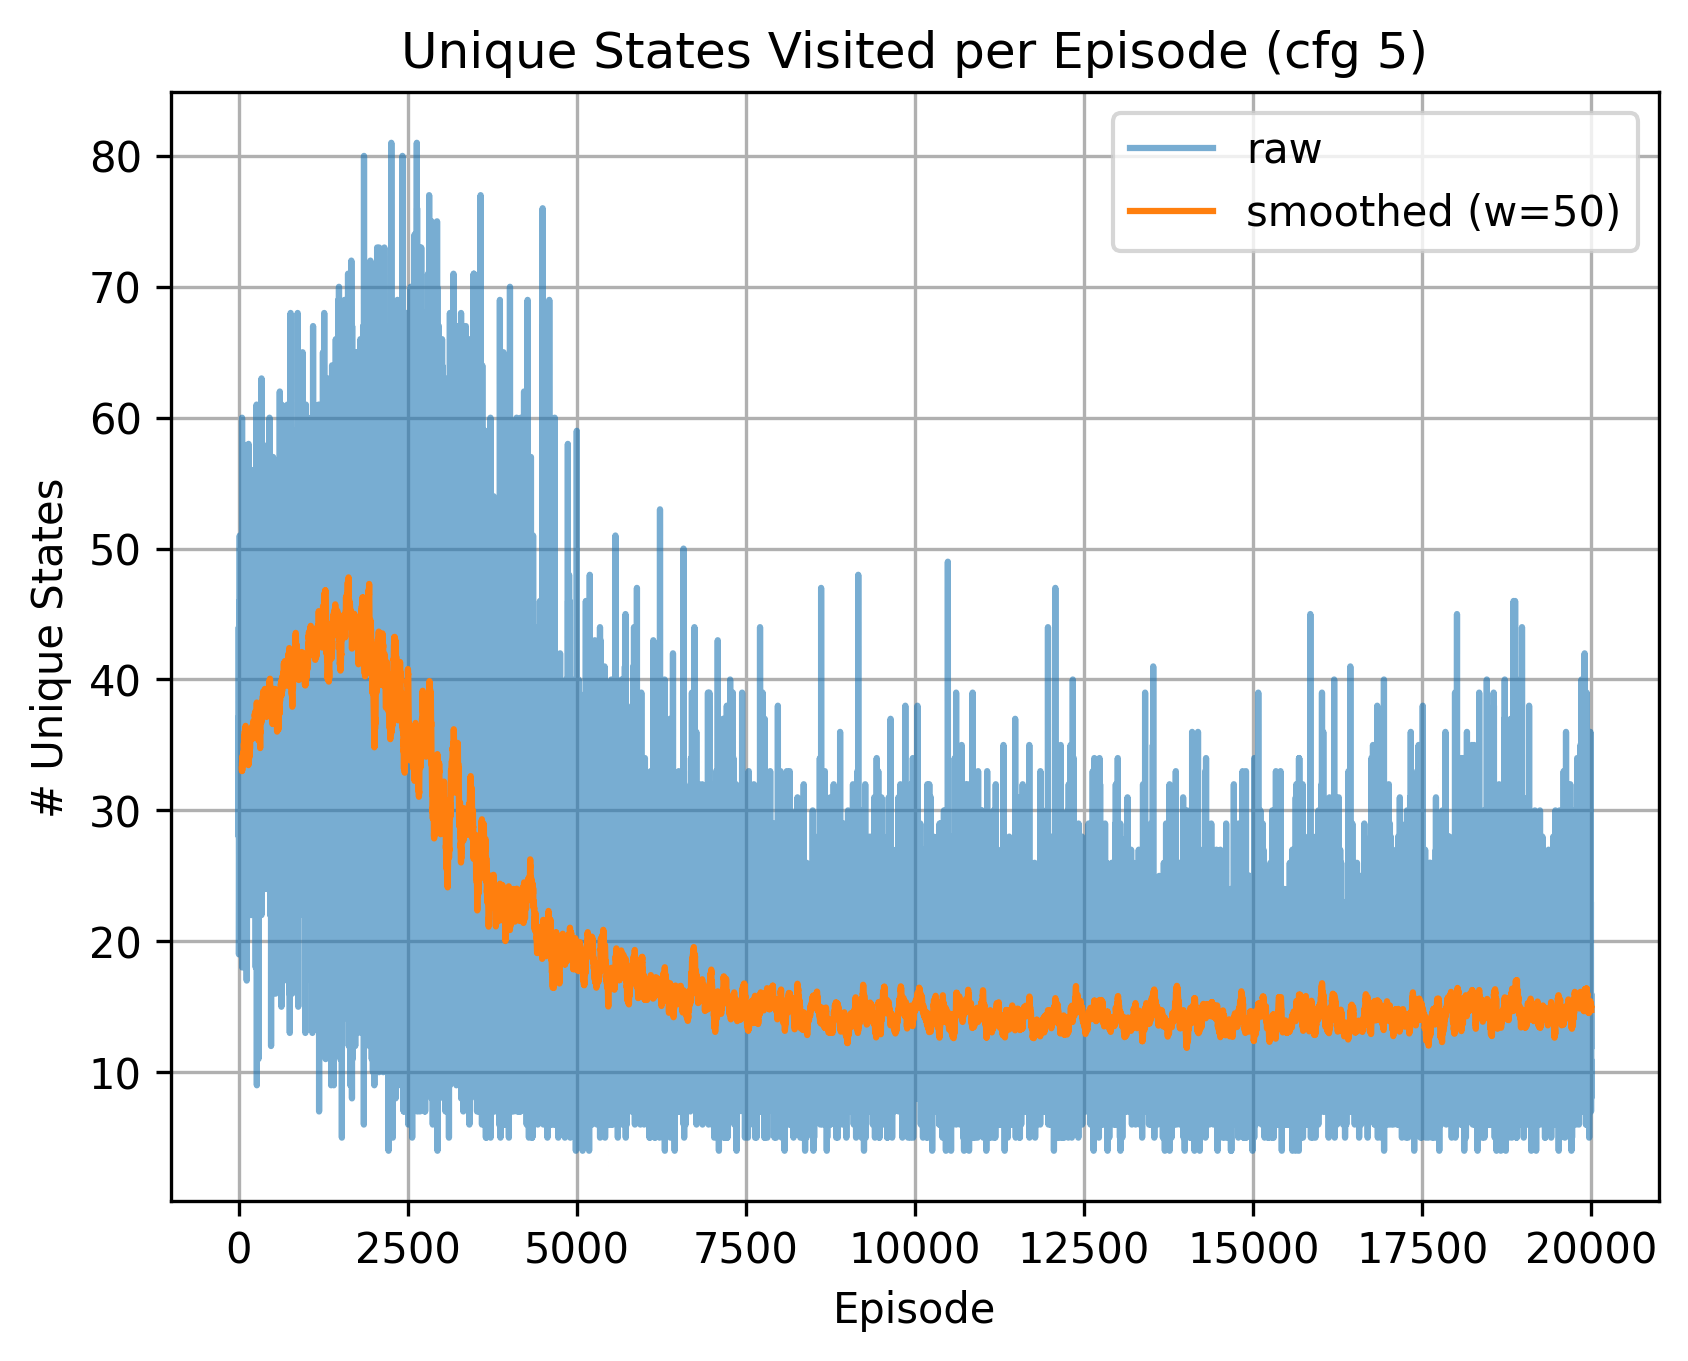 Unique States Visited per Episode (cfg 5)
raw
smoothed (w=50)
# Unique States
80
70
60
50
40
30
20
10
0 2500 5000 7500 10000 12500 15000 17500 20000
Episode